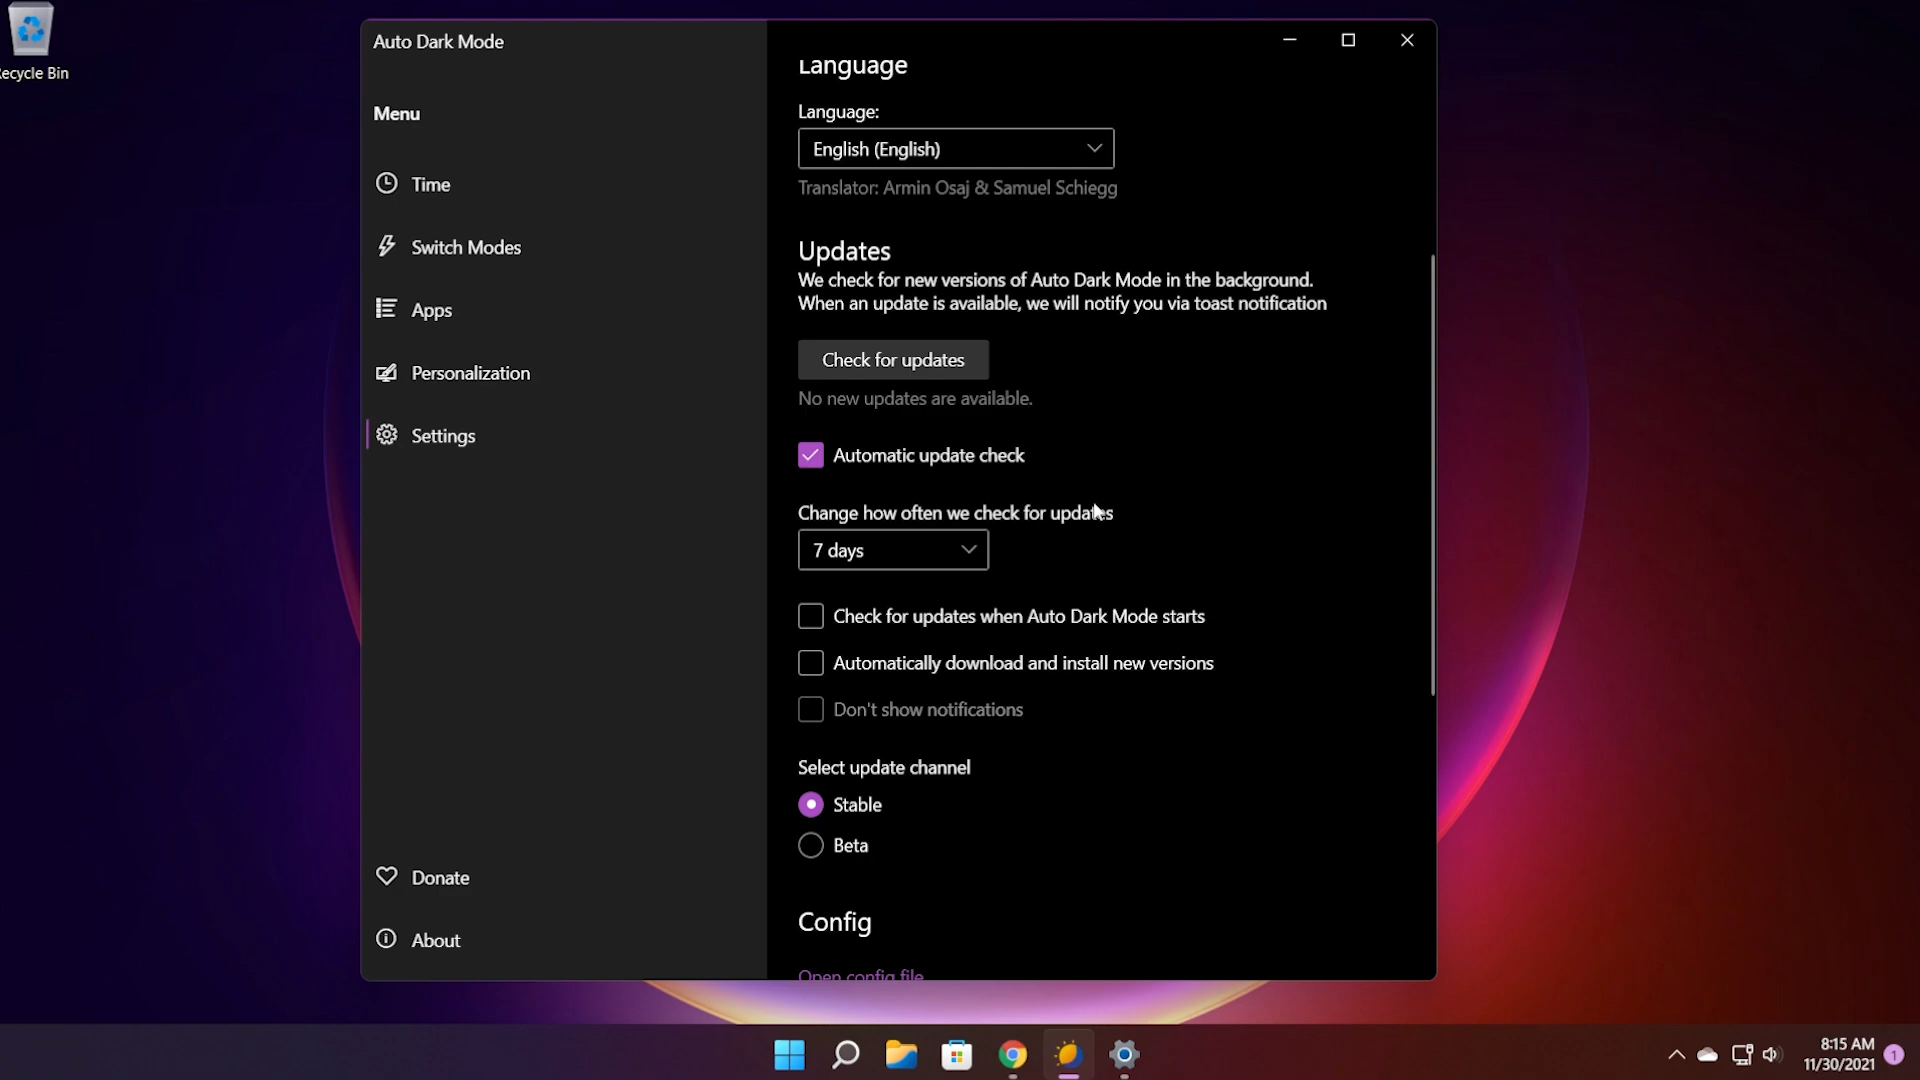 ecycle Bin
Auto Dark Mode
Menu
Time
Switch Modes
Apps
Personalization
Settings
Donate
About
Language
Language:
English (English)
Translator: Armin Osaj & Samuel Schiegg
Updates
We check for new versions of Auto Dark Mode in the background.
When an update is available, we will notify you via toast notification
Check for updates
No new updates are available.
Automatic update check
Change how often we check for updates
7 days
Check for updates when Auto Dark Mode starts
Automatically download and install new versions
Don't show notifications
Select update channel
Stable
Beta
Config
Open config file
8:15 AM
11/30/2021
1